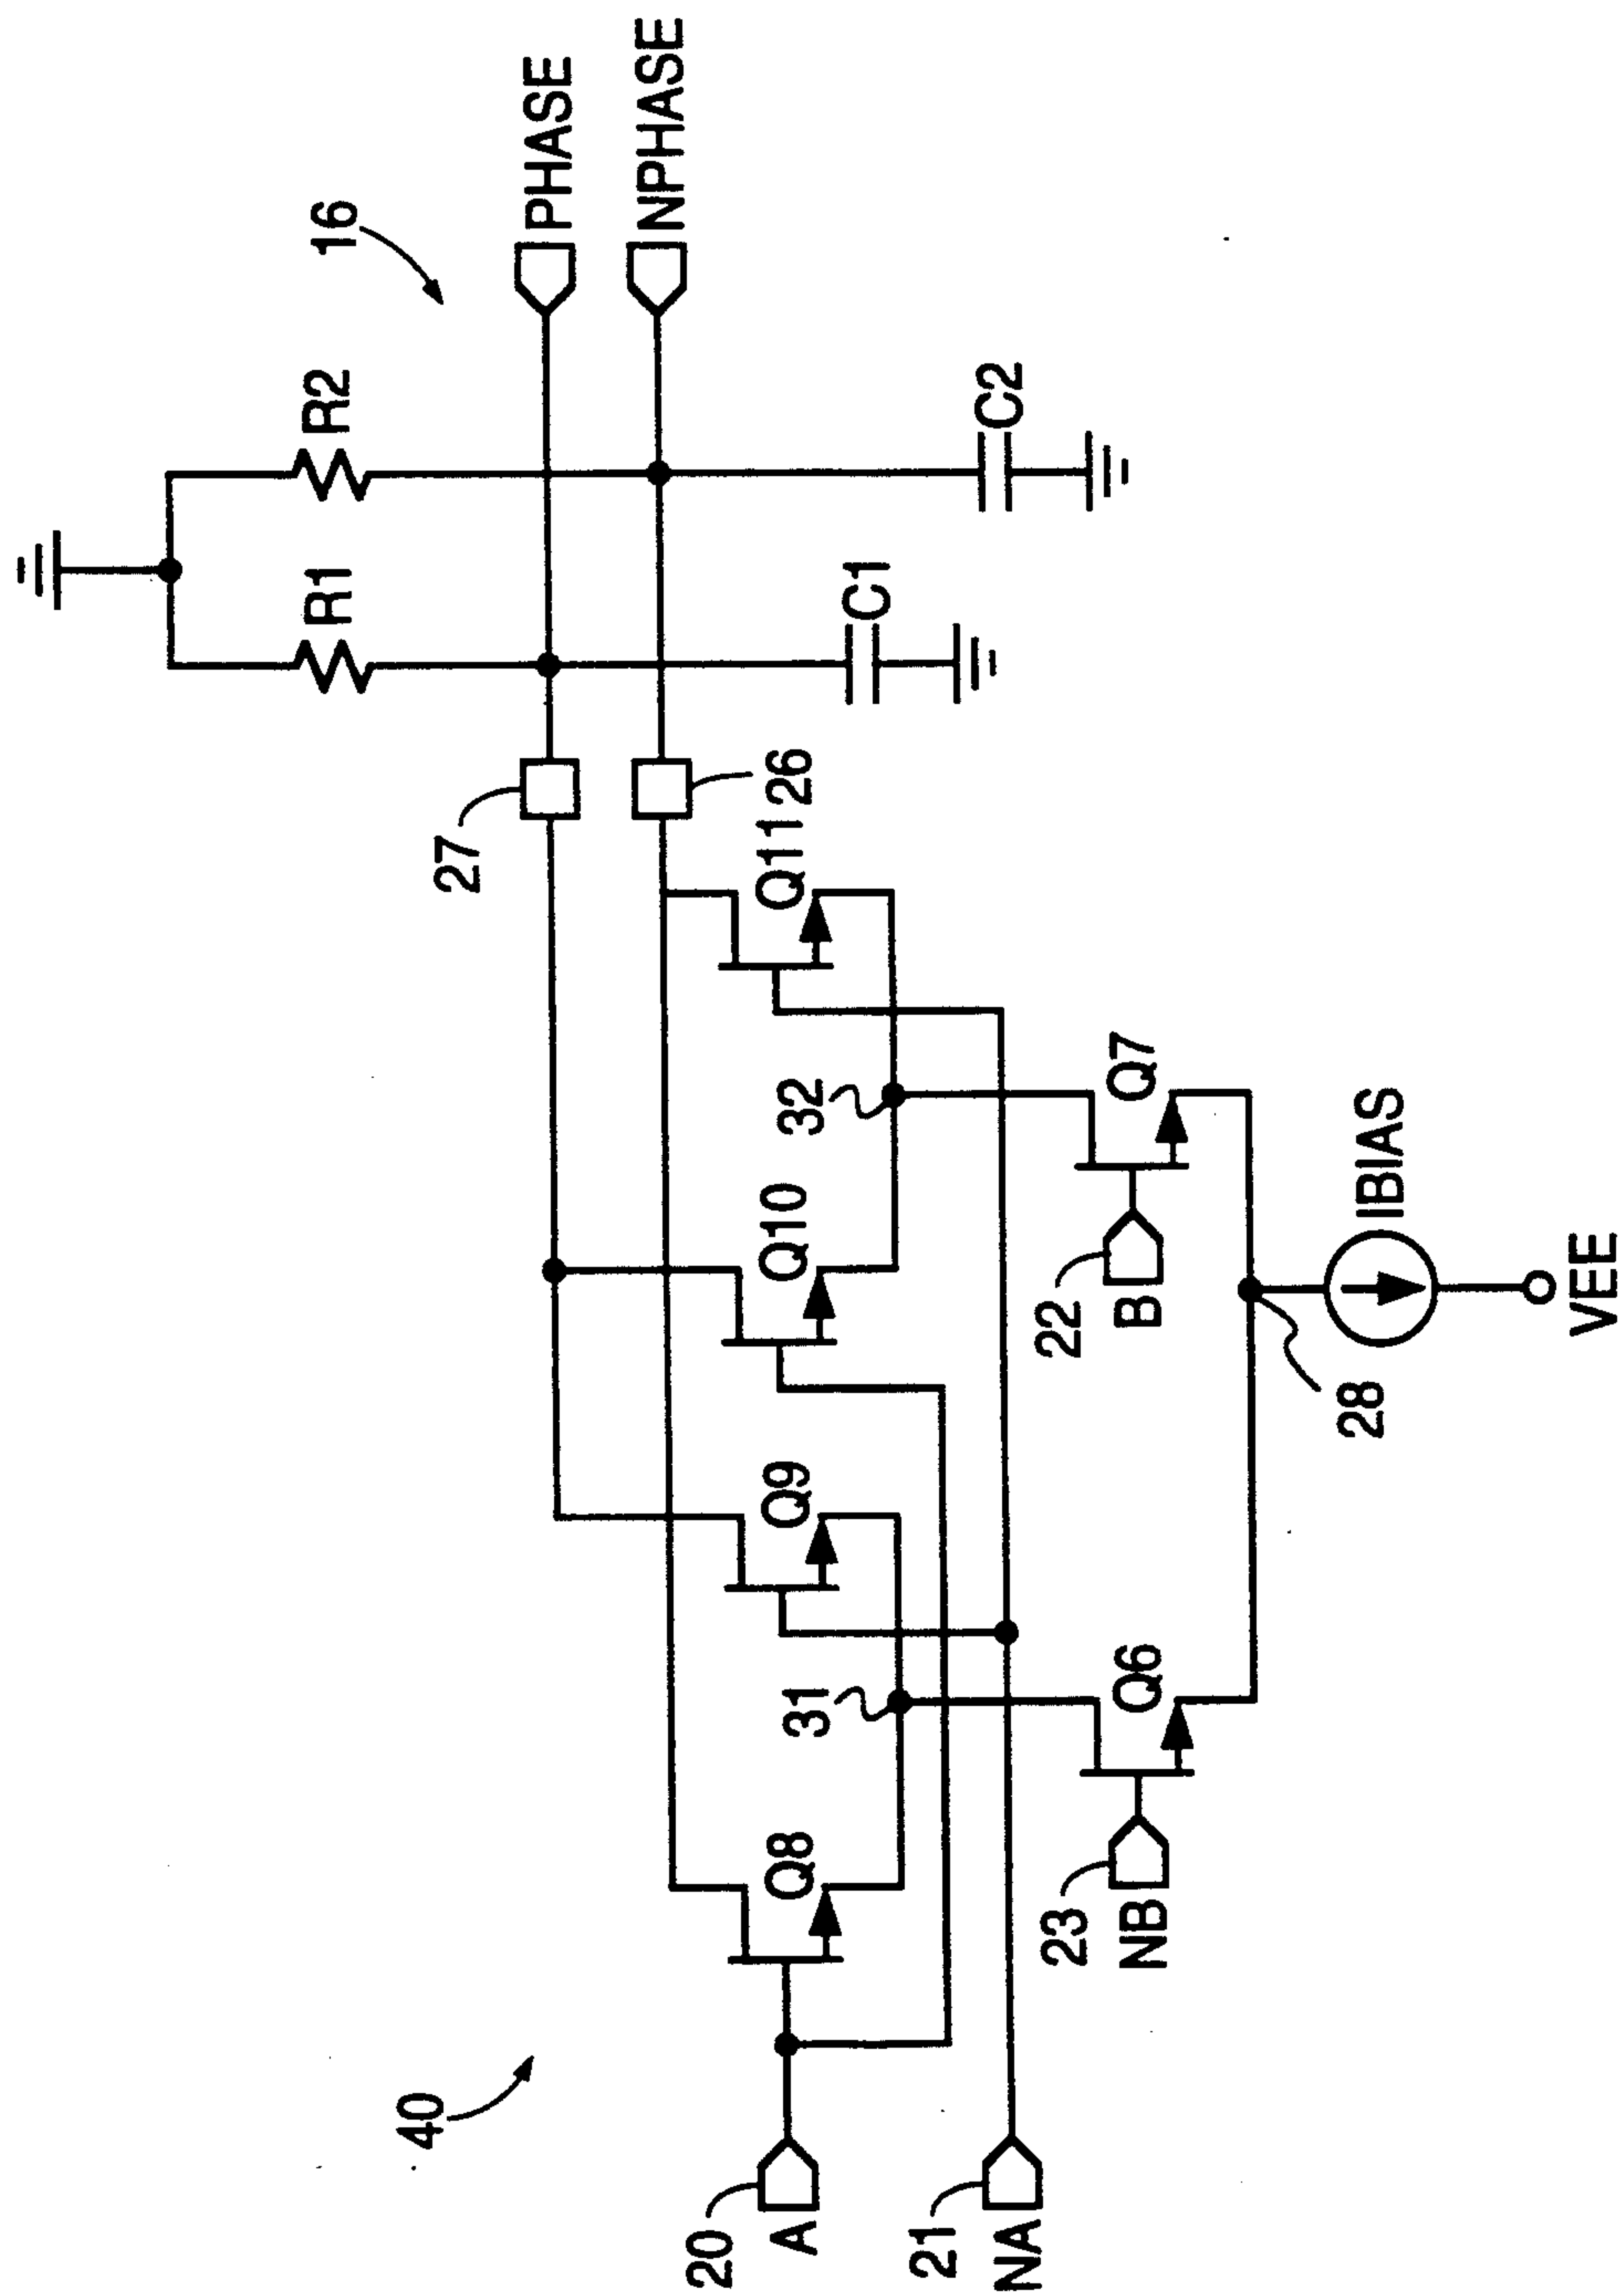 16
R1
R2
PHASE
NPHASE
27
26
C1
C2
40
Q8
Q9
Q10
Q11
20
A
31
32
21
NA
23
NB
Q6
22
B
Q7
28
IBIAS
VEE